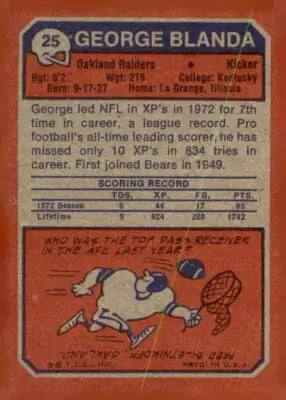 25 GEORGE BLANDA
Oakland Raiders • Kicker
Hgt: 6'2 Wgt: 215 College: Kentucky
Born: 9-17-27 Home: La Grange, Illinois
George led NFL in XP's in 1972 for 7th
time in career, a league record. Pro
football's all-time leading scorer, he has
missed only 10 XP's in 834 tries in
career. First joined Bears in 1949.
SCORING RECORD
TDS. XP. FG. PTS.
1972 Season 0 44 17 95
Lifetime 9 824 288 1742
WHO WAS THE TOP PASS RECEIVER
IN THE AFC LAST YEAR?
FRED BILETNIKOFF, OAKLAND.
© T.C.G., INC. PRTD. IN U.S.A.